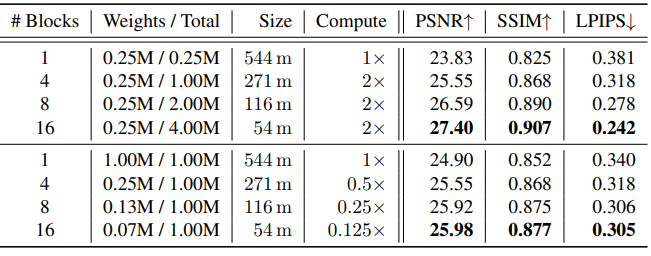 # Blocks Weights / Total Size Compute PSNR↑ SSIM↑ LPIPS↓
1 0.25M / 0.25M 544 m 1× 23.83 0.825 0.381
4 0.25M / 1.00M 271 m 2× 25.55 0.868 0.318
8 0.25M / 2.00M 116 m 2× 26.59 0.890 0.278
16 0.25M / 4.00M 54 m 2× 27.40 0.907 0.242
1 1.00M / 1.00M 544 m 1× 24.90 0.852 0.340
4 0.25M / 1.00M 271 m 0.5× 25.55 0.868 0.318
8 0.13M / 1.00M 116 m 0.25× 25.92 0.875 0.306
16 0.07M / 1.00M 54 m 0.125× 25.98 0.877 0.305